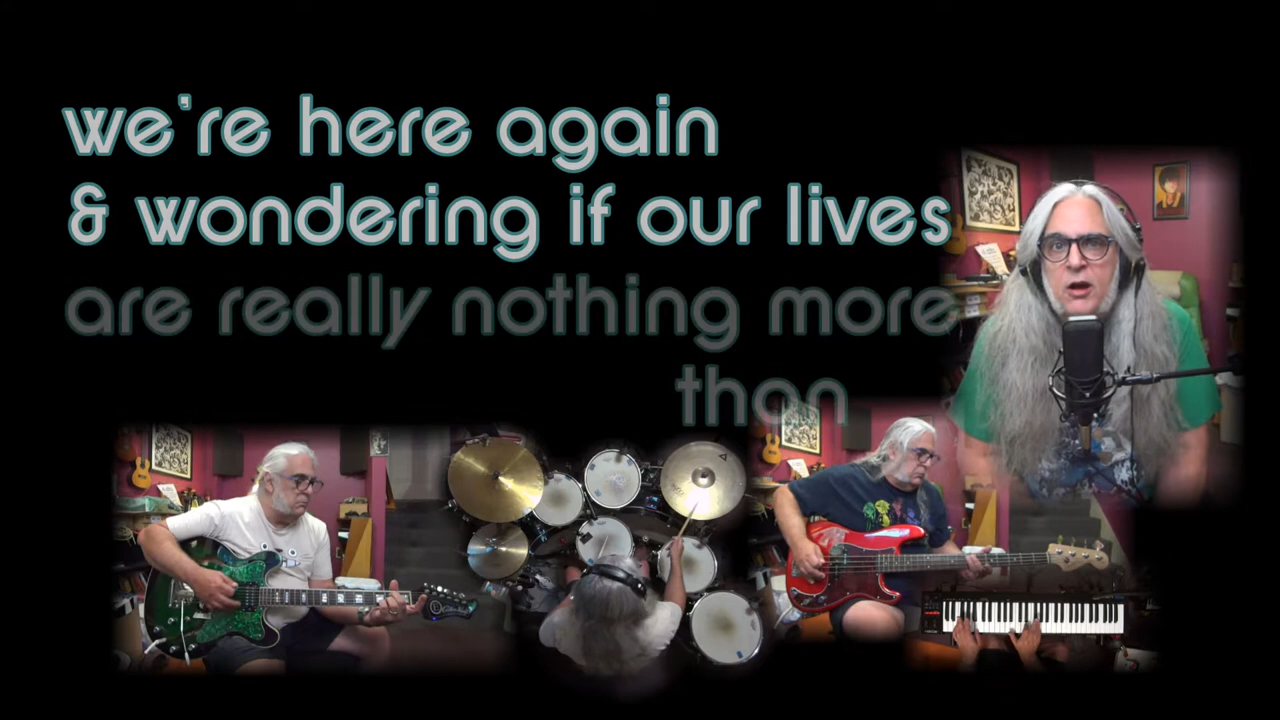 we're here again
& wondering if our lives
are really nothing more
than